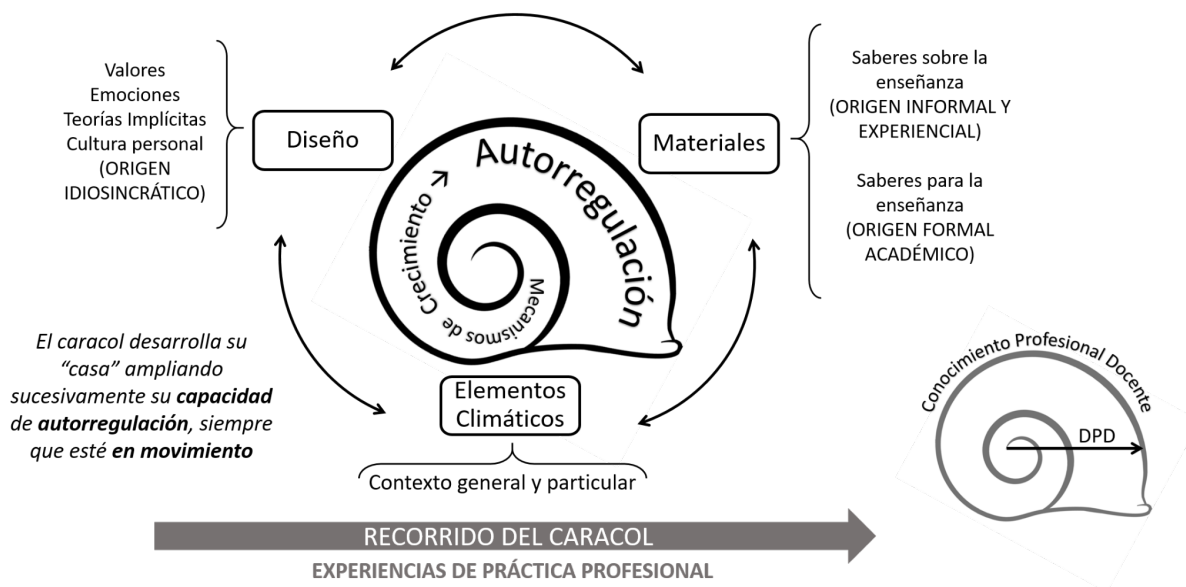 Valores
Emociones
Teorías Implícitas
Cultura personal
(ORIGEN
IDIOSINCRÁTICO)
Diseño
Materiales
Saberes sobre la
enseñanza
(ORIGEN INFORMAL Y
EXPERIENCIAL)
Saberes para la
enseñanza
(ORIGEN FORMAL
ACADÉMICO)
Autorregulación
Mecanismos de Crecimiento →
Elementos
Climáticos
Contexto general y particular
El caracol desarrolla su
“casa” ampliando
sucesivamente su capacidad
de autorregulación, siempre
que esté en movimiento
Conocimiento Profesional Docente
DPD
RECORRIDO DEL CARACOL
EXPERIENCIAS DE PRÁCTICA PROFESIONAL